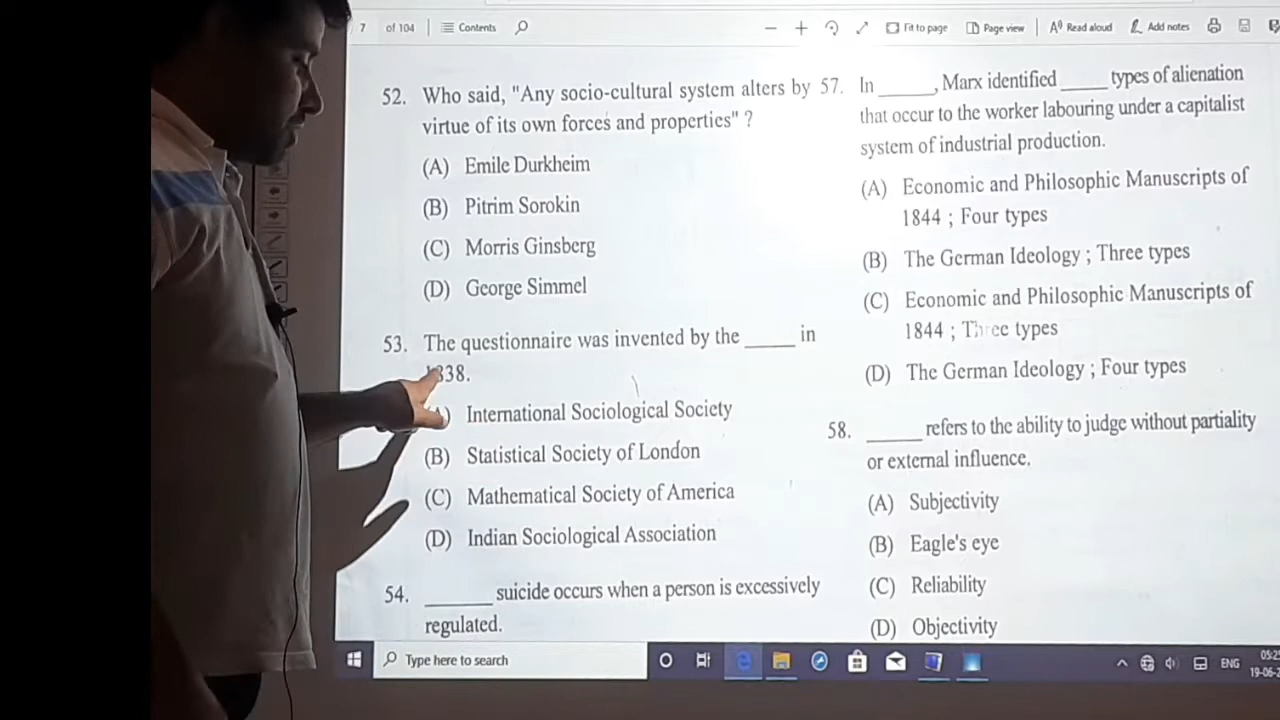 7 of 104 Contents Fit to page Page view Read aloud Add notes
52. Who said, "Any socio-cultural system alters by
virtue of its own forces and properties" ?
(A) Emile Durkheim
(B) Pitrim Sorokin
(C) Morris Ginsberg
(D) George Simmel
53. The questionnaire was invented by the _____ in
1838.
(A) International Sociological Society
(B) Statistical Society of London
(C) Mathematical Society of America
(D) Indian Sociological Association
54. _______ suicide occurs when a person is excessively
regulated.
57. In ______, Marx identified _____ types of alienation
that occur to the worker labouring under a capitalist
system of industrial production.
(A) Economic and Philosophic Manuscripts of
1844 ; Four types
(B) The German Ideology ; Three types
(C) Economic and Philosophic Manuscripts of
1844 ; Three types
(D) The German Ideology ; Four types
58. ______ refers to the ability to judge without partiality
or external influence.
(A) Subjectivity
(B) Eagle's eye
(C) Reliability
(D) Objectivity
Type here to search ENG